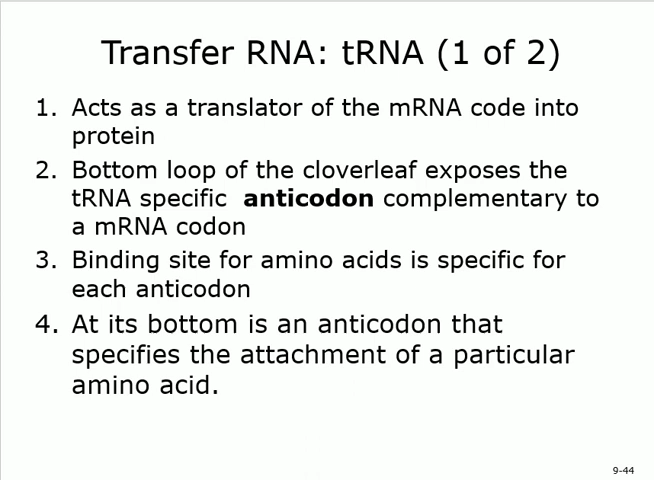 Transfer RNA: tRNA (1 of 2)
1. Acts as a translator of the mRNA code into
protein
2. Bottom loop of the cloverleaf exposes the
tRNA specific anticodon complementary to
a mRNA codon
3. Binding site for amino acids is specific for
each anticodon
4. At its bottom is an anticodon that
specifies the attachment of a particular
amino acid.
9-44